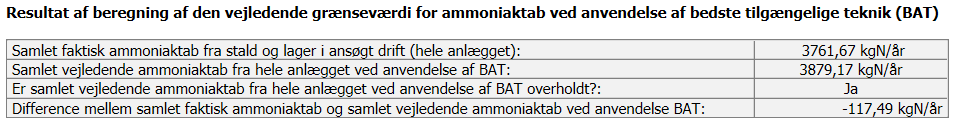 Resultat af beregning af den vejledende grænseværdi for ammoniaktab ved anvendelse af bedste tilgængelige teknik (BAT)
Samlet faktisk ammoniaktab fra stald og lager i ansøgt drift (hele anlægget): 3761,67 kgN/år
Samlet vejledende ammoniaktab fra hele anlægget ved anvendelse af BAT: 3879,17 kgN/år
Er samlet vejledende ammoniaktab fra hele anlægget ved anvendelse af BAT overholdt?: Ja
Difference mellem samlet faktisk ammoniaktab og samlet vejledende ammoniaktab ved anvendelse BAT: -117,49 kgN/år